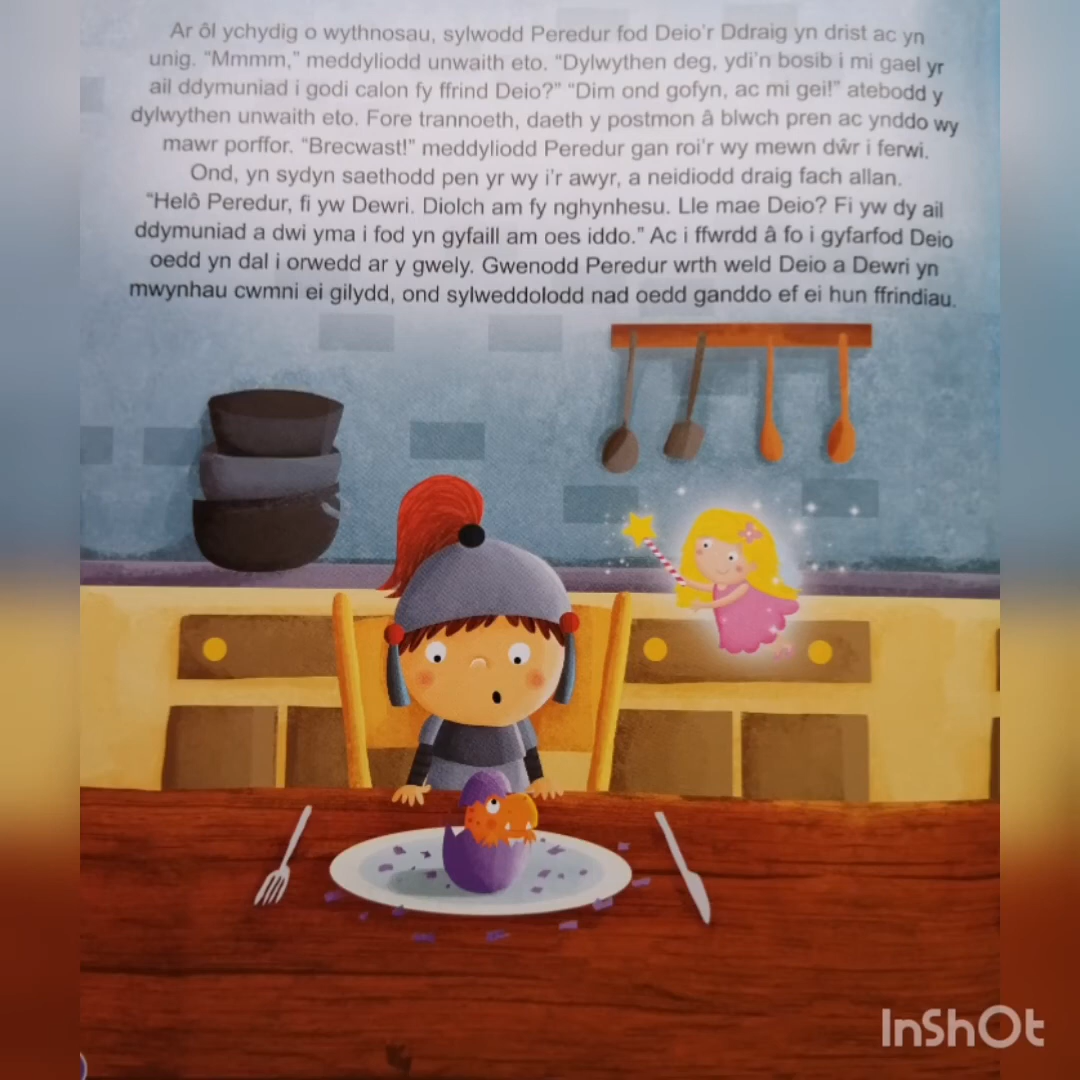 Ar ôl ychydig o wythnosau, sylwodd Peredur fod Deio'r Ddraig yn drist ac yn
unig. “Mmmm,” meddyliodd unwaith eto. “Dylwythen deg, ydi'n bosib i mi gael yr
ail ddymuniad i godi calon fy ffrind Deio?” “Dim ond gofyn, ac mi gei!” atebodd y
dylwythen unwaith eto. Fore trannoeth, daeth y postmon â blwch pren ac ynddo wy
mawr porffor. “Brecwast!” meddyliodd Peredur gan roi'r wy mewn dŵr i ferwi.
Ond, yn sydyn saethodd pen yr wy i'r awyr, a neidiodd draig fach allan.
“Helô Peredur, fi yw Dewri. Diolch am fy nghynhesu. Lle mae Deio? Fi yw dy ail
ddymuniad a dwi yma i fod yn gyfaill am oes iddo.” Ac i ffwrdd â fo i gyfarfod Deio
oedd yn dal i orwedd ar y gwely. Gwenodd Peredur wrth weld Deio a Dewri yn
mwynhau cwmni ei gilydd, ond sylweddolodd nad oedd ganddo ef ei hun ffrindiau.
InShOt